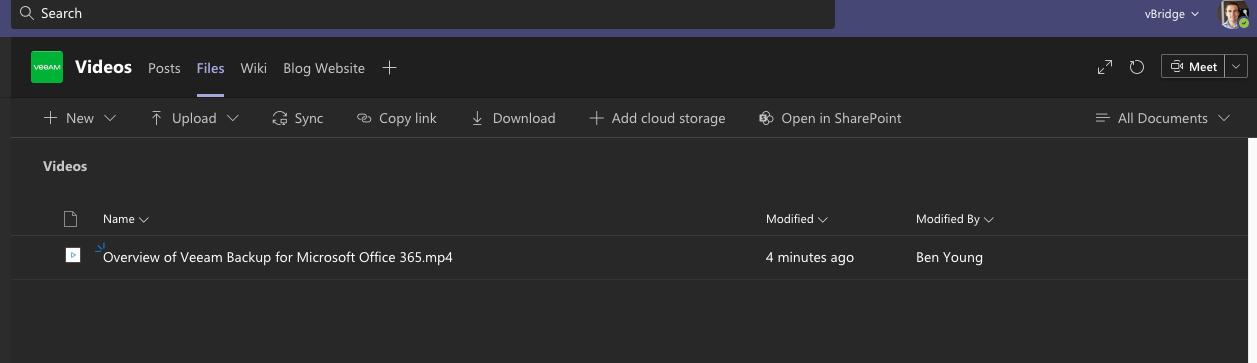 Search
vBridge
veeam
Videos Posts Files Wiki Blog Website
Meet
New Upload Sync Copy link Download Add cloud storage Open in SharePoint All Documents
Videos
Name Modified Modified By
Overview of Veeam Backup for Microsoft Office 365.mp4 4 minutes ago Ben Young